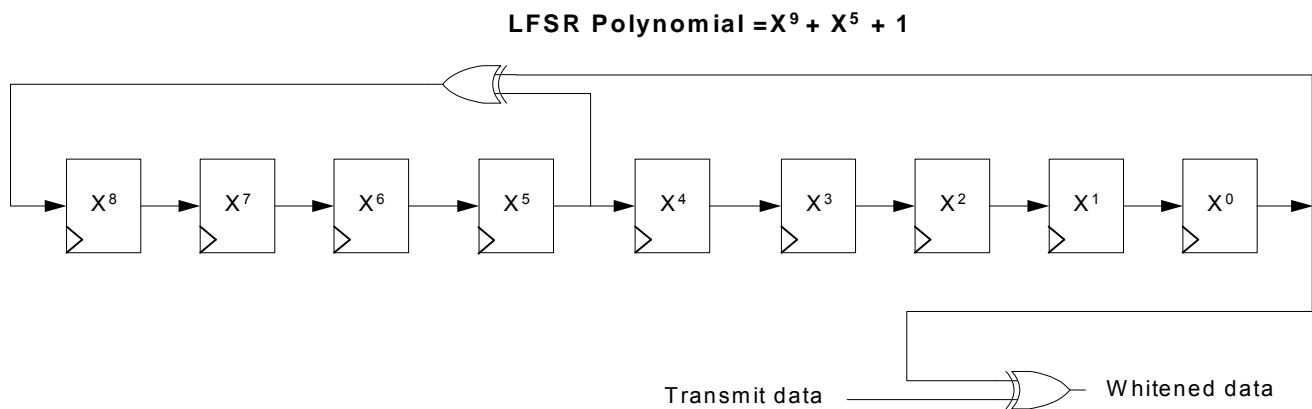 LFSR Polynomial =X⁹ + X⁵ + 1
X⁸ X⁷ X⁶ X⁵ X⁴ X³ X² X¹ X⁰
Transmit data
Whitened data